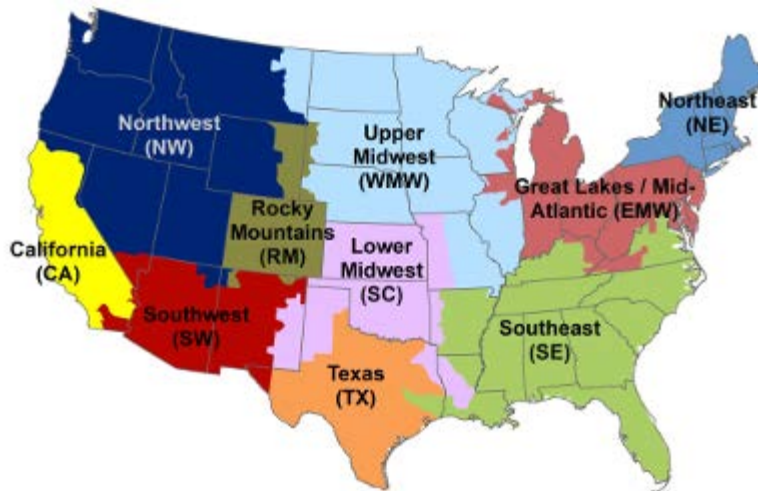 Northwest
(NW)
Upper
Midwest
(WMW)
Northeast
(NE)
Great Lakes / Mid-
Atlantic (EMW)
Rocky
Mountains
(RM)
California
(CA)
Lower
Midwest
(SC)
Southwest
(SW)
Southeast
(SE)
Texas
(TX)